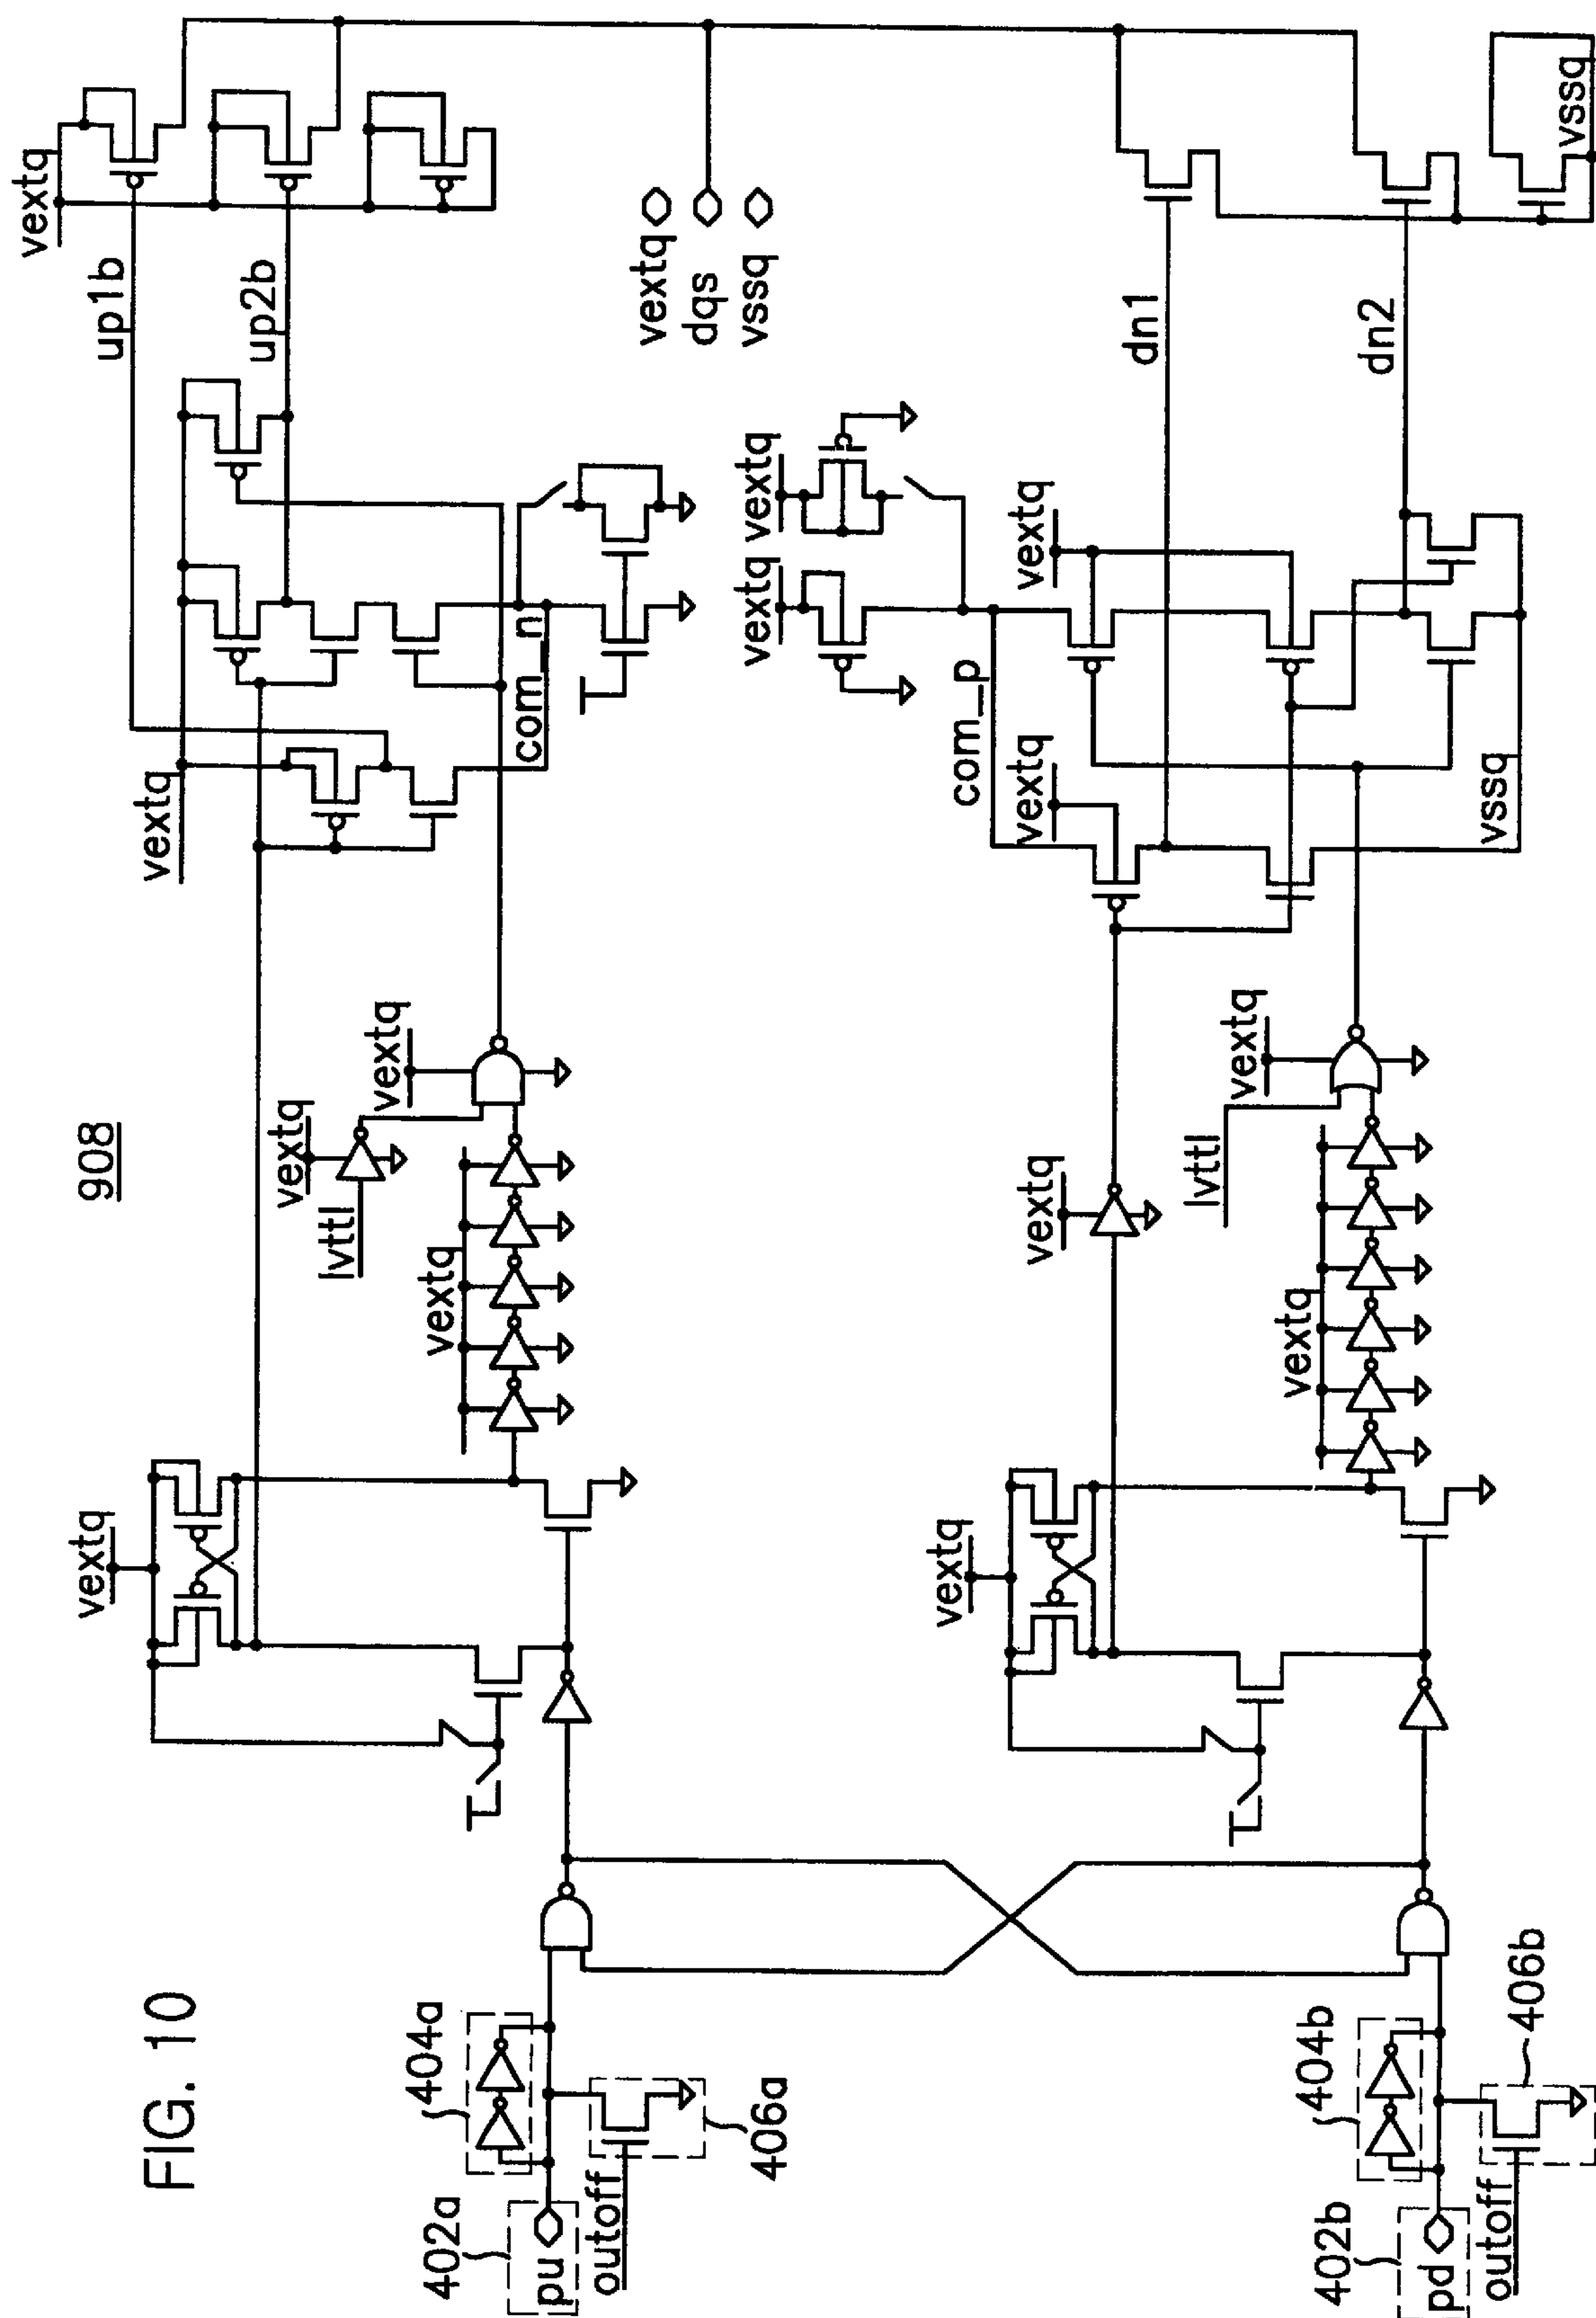 FIG. 10
908
402a
pu
404a
outoff
406a
vextq
vextq
lvttl
vextq
vextq
vextq
com_n
up1b
up2b
vextq
vextq
dqs
vssq
402b
pd
404b
outoff
406b
vextq
vextq
vextq
lvttl
vextq
vextq
com_p
vextq
vextq
vextq
vssq
dn1
dn2
vssq